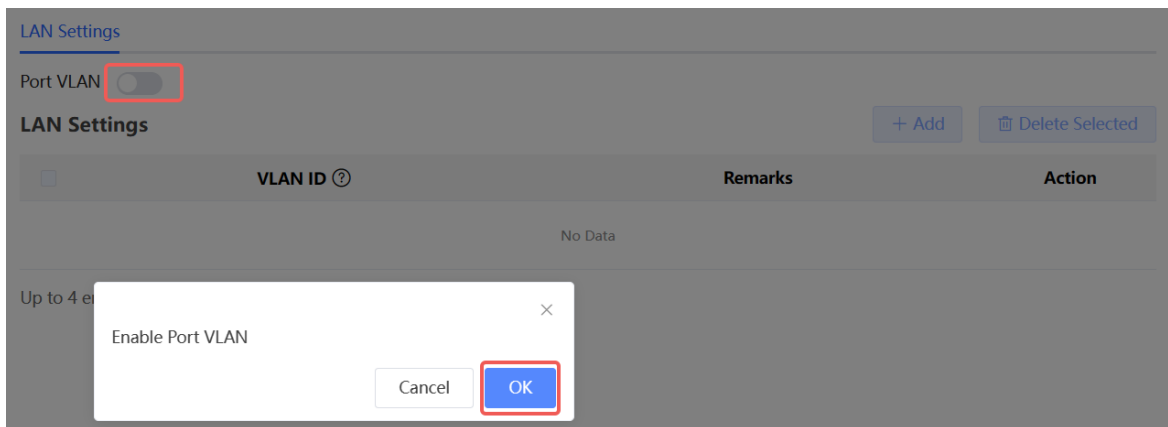 LAN Settings
Port VLAN
LAN Settings
+ Add
Delete Selected
VLAN ID
Remarks
Action
No Data
Up to 4
Enable Port VLAN
Cancel
OK